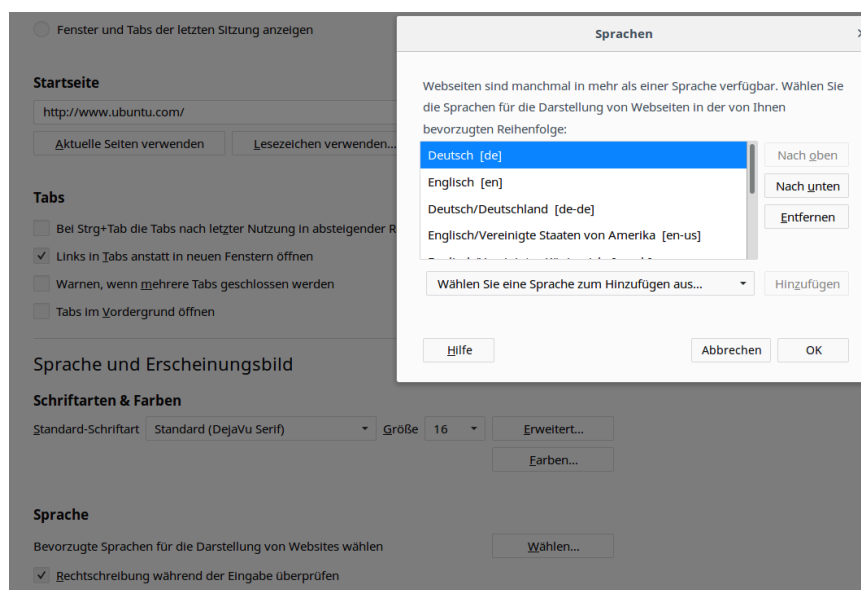 Fenster und Tabs der letzten Sitzung anzeigen
Startseite
http://www.ubuntu.com/
Aktuelle Seiten verwenden
Lesezeichen verwenden...
Tabs
Bei Strg+Tab die Tabs nach letzter Nutzung in absteigender R
Links in Tabs anstatt in neuen Fenstern öffnen
Warnen, wenn mehrere Tabs geschlossen werden
Tabs im Vordergrund öffnen
Sprache und Erscheinungsbild
Schriftarten & Farben
Standard-Schriftart Standard (DejaVu Serif) Größe 16 Erweitert...
Farben...
Sprache
Bevorzugte Sprachen für die Darstellung von Websites wählen Wählen...
Rechtschreibung während der Eingabe überprüfen
Sprachen
Webseiten sind manchmal in mehr als einer Sprache verfügbar. Wählen Sie
die Sprachen für die Darstellung von Webseiten in der von Ihnen
bevorzugten Reihenfolge:
Deutsch [de]
Englisch [en]
Deutsch/Deutschland [de-de]
Englisch/Vereinigte Staaten von Amerika [en-us]
Nach oben
Nach unten
Entfernen
Wählen Sie eine Sprache zum Hinzufügen aus... Hinzufügen
Hilfe Abbrechen OK